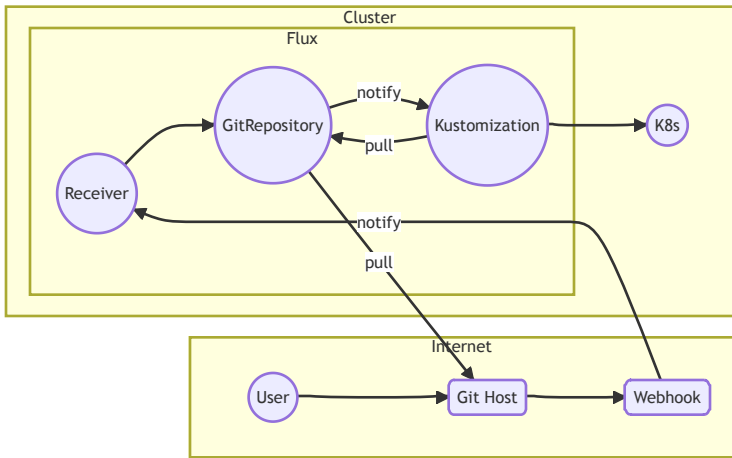 Cluster
Flux
notify
GitRepository
Kustomization
K8s
pull
Receiver
notify
pull
Internet
User
Git Host
Webhook